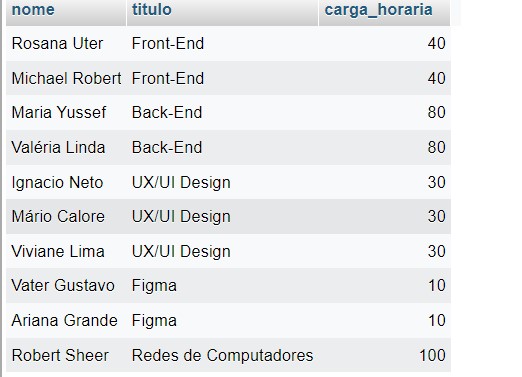 nome titulo carga_horaria
Rosana Uter Front-End 40
Michael Robert Front-End 40
Maria Yussef Back-End 80
Valéria Linda Back-End 80
Ignacio Neto UX/UI Design 30
Mário Calore UX/UI Design 30
Viviane Lima UX/UI Design 30
Vater Gustavo Figma 10
Ariana Grande Figma 10
Robert Sheer Redes de Computadores 100